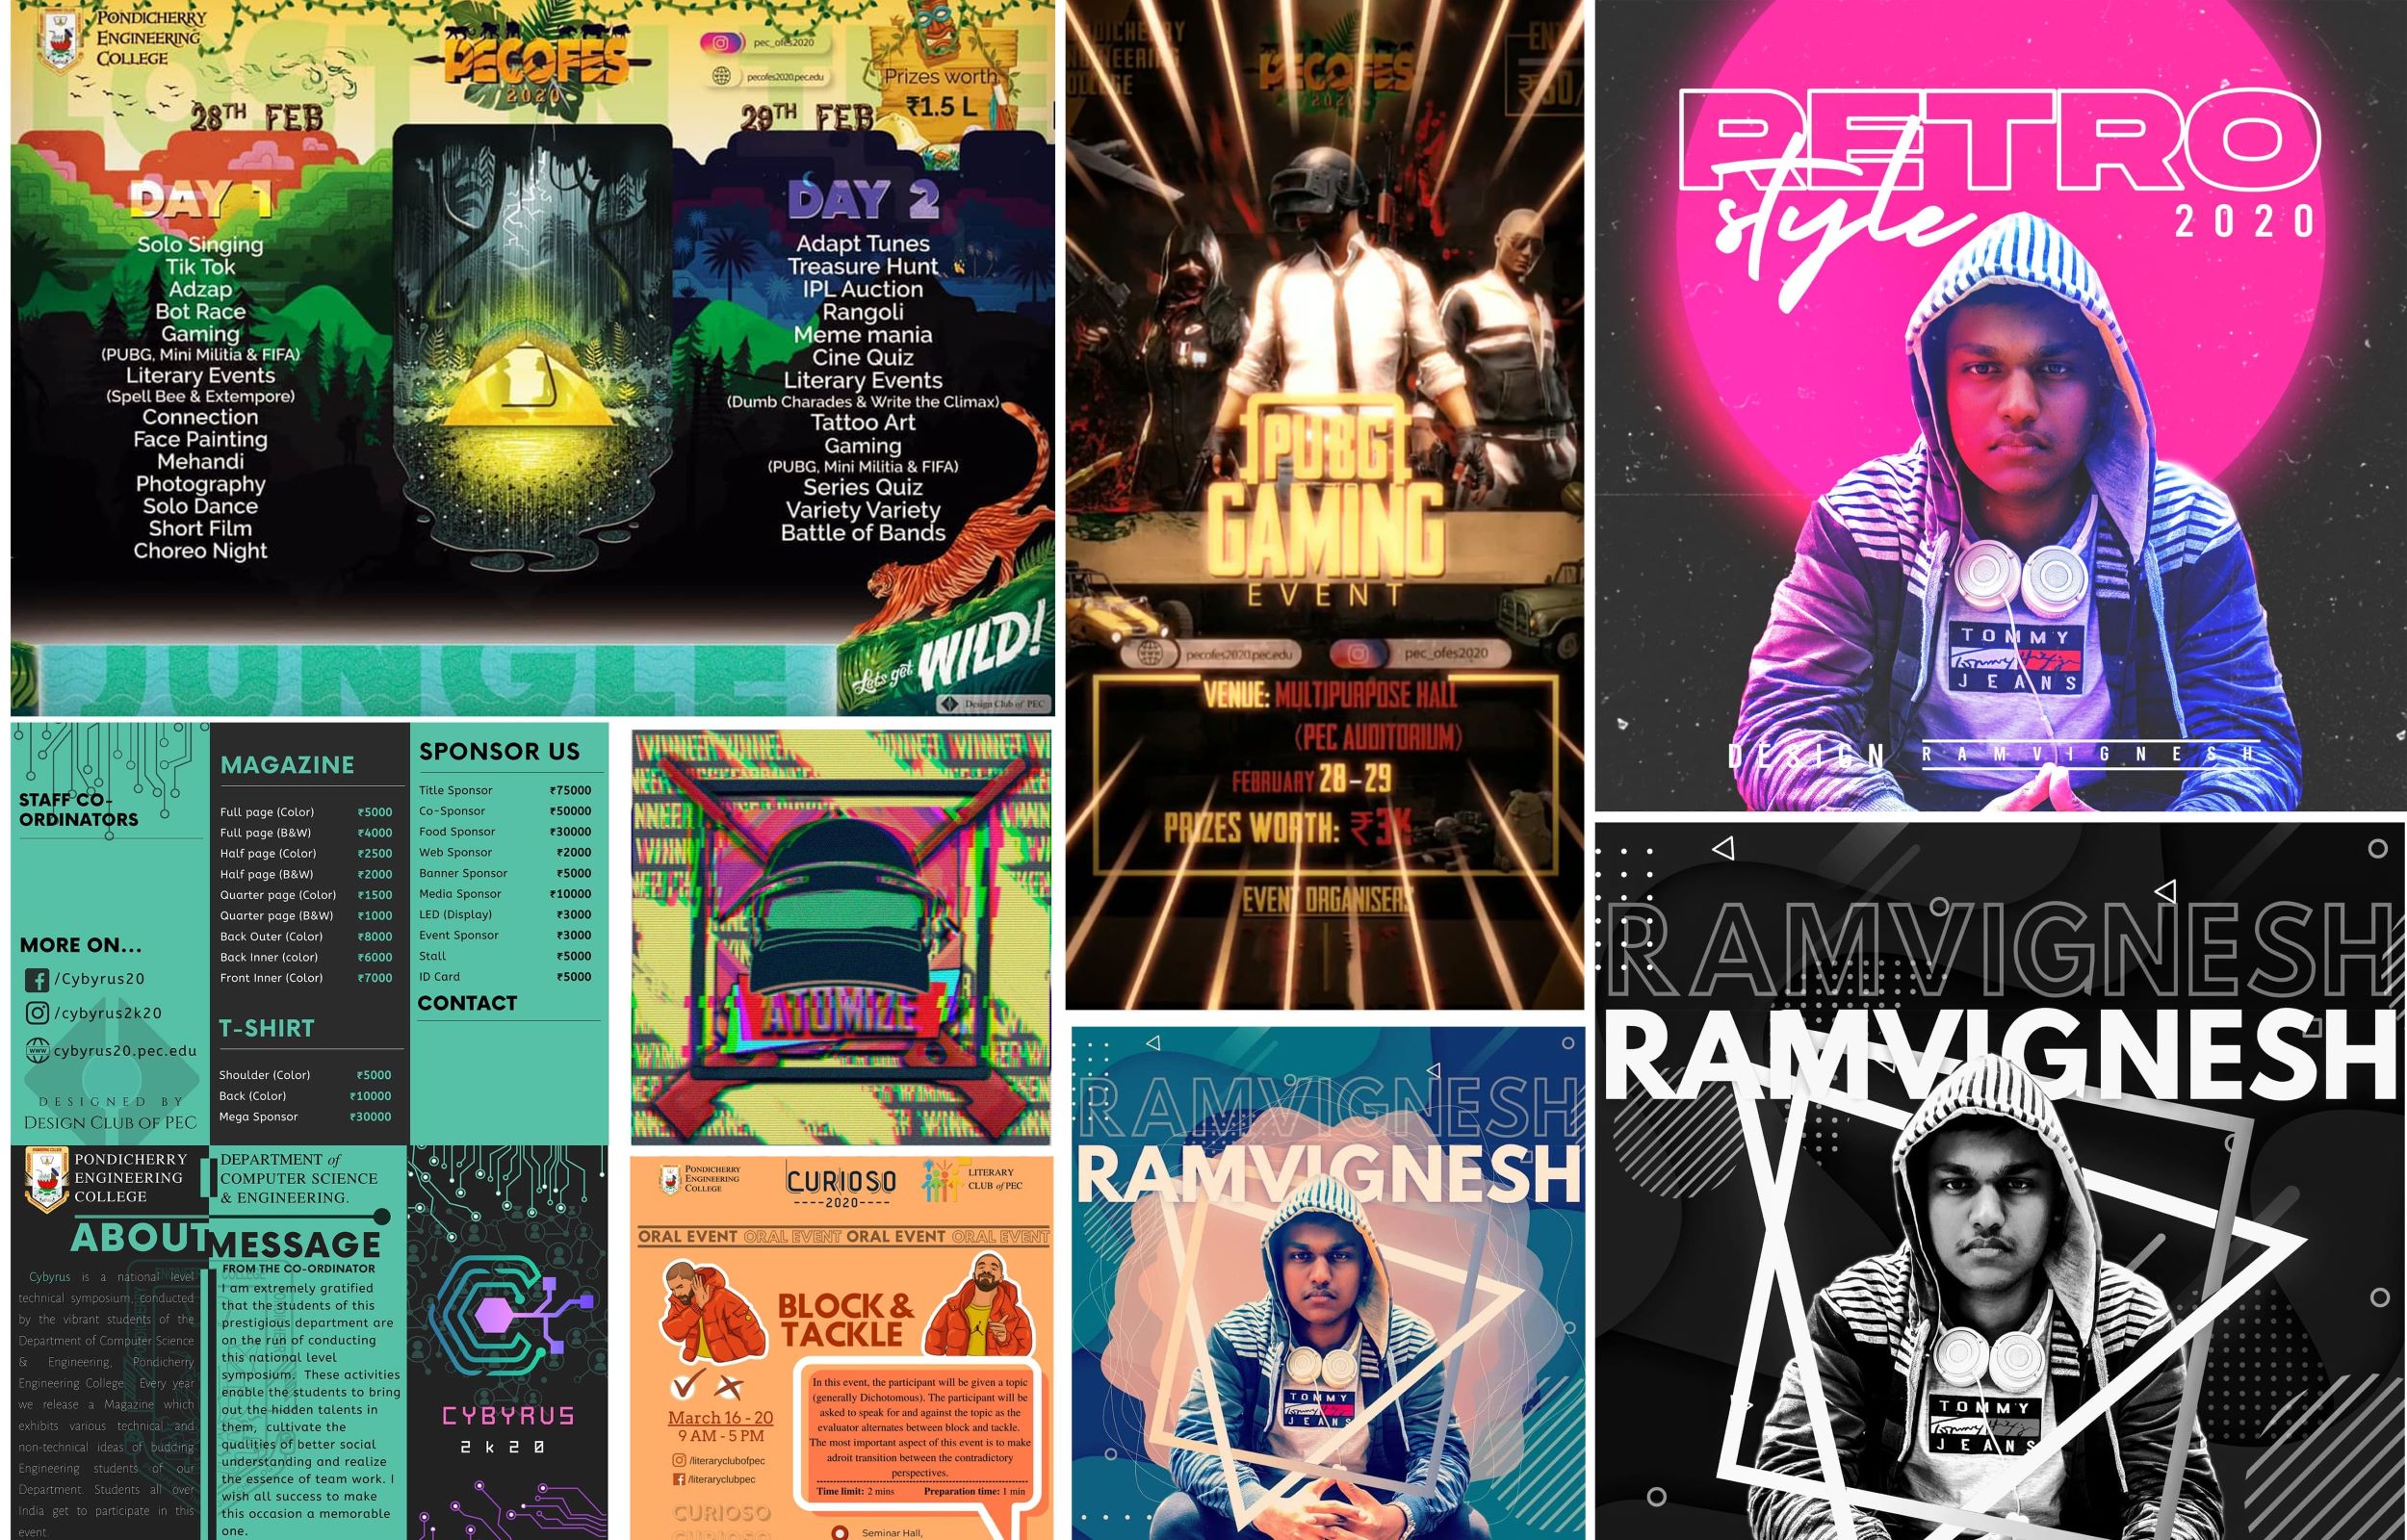 PONDICHERRY
ENGINEERING
COLLEGE
PECOFES
2020
pec_ofes2020
pecofes2020.pec.edu
Prizes worth
₹1.5 L
28TH FEB
29TH FEB
DAY 1
Solo Singing
Tik Tok
Adzap
Bot Race
Gaming
(PUBG, Mini Militia & FIFA)
Literary Events
(Spell Bee & Extempore)
Connection
Face Painting
Mehandi
Photography
Solo Dance
Short Film
Choreo Night
DAY 2
Adapt Tunes
Treasure Hunt
IPL Auction
Rangoli
Meme mania
Cine Quiz
Literary Events
(Dumb Charades & Write the Climax)
Tattoo Art
Gaming
(PUBG, Mini Militia & FIFA)
Series Quiz
Variety Variety
Battle of Bands
JUNGLE
Lets get WILD!
Design Club of PEC
PECOFES
2020
PUBG
GAMING
EVENT
pecofes2020.pec.edu
pec_ofes2020
VENUE: MULTIPURPOSE HALL
(PEC AUDITORIUM)
FEBRUARY 28-29
PRIZES WORTH: ₹3K
EVENT ORGANISERS
RETRO
style
2020
TOMMY
JEANS
DESIGN RAMVIGNESH
STAFF CO-
ORDINATORS
MORE ON...
/Cybyrus20
/cybyrus2k20
cybyrus20.pec.edu
DESIGNED BY
DESIGN CLUB OF PEC
MAGAZINE
Full page (Color) ₹5000
Full page (B&W) ₹4000
Half page (Color) ₹2500
Half page (B&W) ₹2000
Quarter page (Color) ₹1500
Quarter page (B&W) ₹1000
Back Outer (Color) ₹8000
Back Inner (color) ₹6000
Front Inner (Color) ₹7000
T-SHIRT
Shoulder (Color) ₹5000
Back (Color) ₹10000
Mega Sponsor ₹30000
SPONSOR US
Title Sponsor ₹75000
Co-Sponsor ₹50000
Food Sponsor ₹30000
Web Sponsor ₹2000
Banner Sponsor ₹5000
Media Sponsor ₹10000
LED (Display) ₹3000
Event Sponsor ₹3000
Stall ₹5000
ID Card ₹5000
CONTACT
PONDICHERRY
ENGINEERING
COLLEGE
DEPARTMENT of
COMPUTER SCIENCE
& ENGINEERING.
ABOUT
Cybyrus is a national level
technical symposium, conducted
by the vibrant students of the
Department of Computer Science
& Engineering, Pondicherry
Engineering College. Every year
we release a Magazine which
exhibits various technical and
non-technical ideas of budding
Engineering students of our
Department. Students all over
India get to participate in this
event.
MESSAGE
FROM THE CO-ORDINATOR
I am extremely gratified
that the students of this
prestigious department are
on the run of conducting
this national level
symposium. These activities
enable the students to bring
out the hidden talents in
them, cultivate the
qualities of better social
understanding and realize
the essence of team work. I
wish all success to make
this occasion a memorable
one.
CYBYRUS
2k20
ATOMIZE
PONDICHERRY
ENGINEERING
COLLEGE
CURIOSO
2020
LITERARY
CLUB of PEC
ORAL EVENT ORAL EVENT ORAL EVENT ORAL EVENT
BLOCK &
TACKLE
March 16 - 20
9 AM - 5 PM
/literaryclubofpec
/literaryclubpec
CURIOSO
In this event, the participant will be given a topic
(generally Dichotomous). The participant will be
asked to speak for and against the topic as the
evaluator alternates between block and tackle.
The most important aspect of this event is to make
adroit transition between the contradictory
perspectives.
Time limit: 2 mins Preparation time: 1 min
Seminar Hall,
RAMVIGNESH
RAMVIGNESH
TOMMY
JEANS
RAMVIGNESH
RAMVIGNESH
TOMMY
JEANS